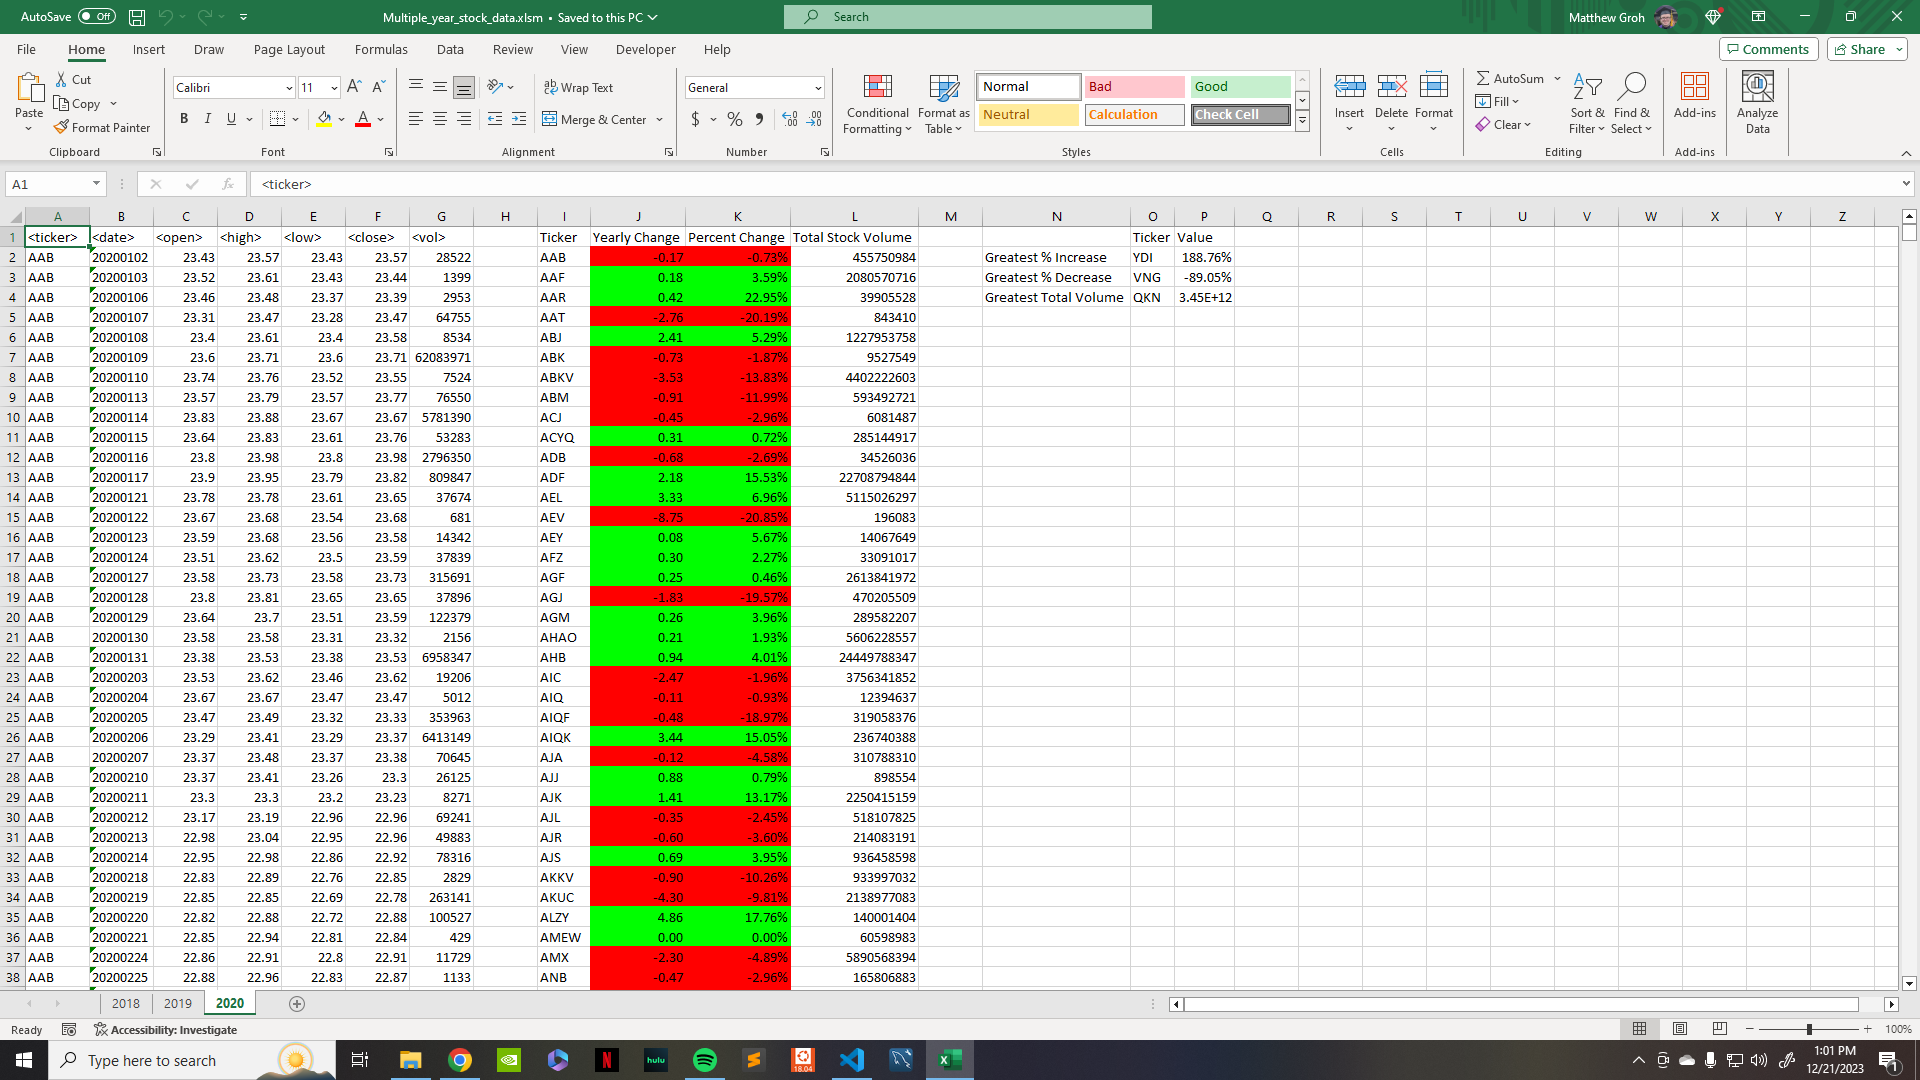 AutoSave Off Multiple_year_stock_data.xlsm • Saved to this PC Search Matthew Groh
File Home Insert Draw Page Layout Formulas Data Review View Developer Help Comments Share
Cut
Copy
Format Painter
Paste
Clipboard
Calibri 11
B I U A
Font
Wrap Text
Merge & Center
Alignment
General
$ % 9
Number
Conditional Formatting
Format as Table
Normal Bad Good
Neutral Calculation Check Cell
Styles
Insert Delete Format
Cells
AutoSum
Fill
Clear
Sort & Filter
Find & Select
Editing
Add-ins
Add-ins
Analyze Data
A1 fx <ticker>
A B C D E F G H I J K L M N O P Q R S T U V W X Y Z
1 <ticker> <date> <open> <high> <low> <close> <vol> Ticker Yearly Change Percent Change Total Stock Volume Ticker Value
2 AAB 20200102 23.43 23.57 23.43 23.57 28522 AAB -0.17 -0.73% 455750984 Greatest % Increase YDI 188.76%
3 AAB 20200103 23.52 23.61 23.43 23.44 1399 AAF 0.18 3.59% 2080570716 Greatest % Decrease VNG -89.05%
4 AAB 20200106 23.46 23.48 23.37 23.39 2953 AAR 0.42 22.95% 39905528 Greatest Total Volume QKN 3.45E+12
5 AAB 20200107 23.31 23.47 23.28 23.47 64755 AAT -2.76 -20.19% 843410
6 AAB 20200108 23.4 23.61 23.4 23.58 8534 ABJ 2.41 5.29% 1227953758
7 AAB 20200109 23.6 23.71 23.6 23.71 62083971 ABK -0.73 -1.87% 9527549
8 AAB 20200110 23.74 23.76 23.52 23.55 7524 ABKV -3.53 -13.83% 4402222603
9 AAB 20200113 23.57 23.79 23.57 23.77 76550 ABM -0.91 -11.99% 593492721
10 AAB 20200114 23.83 23.88 23.67 23.67 5781390 ACJ -0.45 -2.96% 6081487
11 AAB 20200115 23.64 23.83 23.61 23.76 53283 ACYQ 0.31 0.72% 285144917
12 AAB 20200116 23.8 23.98 23.8 23.98 2796350 ADB -0.68 -2.69% 34526036
13 AAB 20200117 23.9 23.95 23.79 23.82 809847 ADF 2.18 15.53% 22708794844
14 AAB 20200121 23.78 23.78 23.61 23.65 37674 AEL 3.33 6.96% 5115026297
15 AAB 20200122 23.67 23.68 23.54 23.68 681 AEV -8.75 -20.85% 196083
16 AAB 20200123 23.59 23.68 23.56 23.58 14342 AEY 0.08 5.67% 14067649
17 AAB 20200124 23.51 23.62 23.5 23.59 37839 AFZ 0.30 2.27% 33091017
18 AAB 20200127 23.58 23.73 23.58 23.73 315691 AGF 0.25 0.46% 2613841972
19 AAB 20200128 23.8 23.81 23.65 23.65 37896 AGJ -1.83 -19.57% 470205509
20 AAB 20200129 23.64 23.7 23.51 23.59 122379 AGM 0.26 3.96% 289582207
21 AAB 20200130 23.58 23.58 23.31 23.32 2156 AHAO 0.21 1.93% 5606228557
22 AAB 20200131 23.38 23.53 23.38 23.53 6958347 AHB 0.94 4.01% 24449788347
23 AAB 20200203 23.53 23.62 23.46 23.62 19206 AIC -2.47 -1.96% 3756341852
24 AAB 20200204 23.67 23.67 23.47 23.47 5012 AIQ -0.11 -0.93% 12394637
25 AAB 20200205 23.47 23.49 23.32 23.33 353963 AIQF -0.48 -18.97% 319058376
26 AAB 20200206 23.29 23.41 23.29 23.37 6413149 AIQK 3.44 15.05% 236740388
27 AAB 20200207 23.37 23.48 23.37 23.38 70645 AJA -0.12 -4.58% 310788310
28 AAB 20200210 23.37 23.41 23.26 23.3 26125 AJJ 0.88 0.79% 898554
29 AAB 20200211 23.3 23.3 23.2 23.23 8271 AJK 1.41 13.17% 2250415159
30 AAB 20200212 23.17 23.19 22.96 22.96 69241 AJL -0.35 -2.45% 518107825
31 AAB 20200213 22.98 23.04 22.95 22.96 49883 AJR -0.60 -3.60% 214083191
32 AAB 20200214 22.95 22.98 22.86 22.92 78316 AJS 0.69 3.95% 936458598
33 AAB 20200218 22.83 22.89 22.76 22.85 2829 AKKV -0.90 -10.26% 933997032
34 AAB 20200219 22.85 22.85 22.69 22.78 263141 AKUC -4.30 -9.81% 2138977083
35 AAB 20200220 22.82 22.88 22.72 22.88 100527 ALZY 4.86 17.76% 140001404
36 AAB 20200221 22.85 22.94 22.81 22.84 429 AMEW 0.00 0.00% 60598983
37 AAB 20200224 22.86 22.91 22.8 22.91 11729 AMX -2.30 -4.89% 5890568394
38 AAB 20200225 22.88 22.96 22.83 22.87 1133 ANB -0.47 -2.96% 165806883
2018 2019 2020
Ready Accessibility: Investigate 100%
Type here to search hulu 18.04 1:01 PM
12/21/2023 1